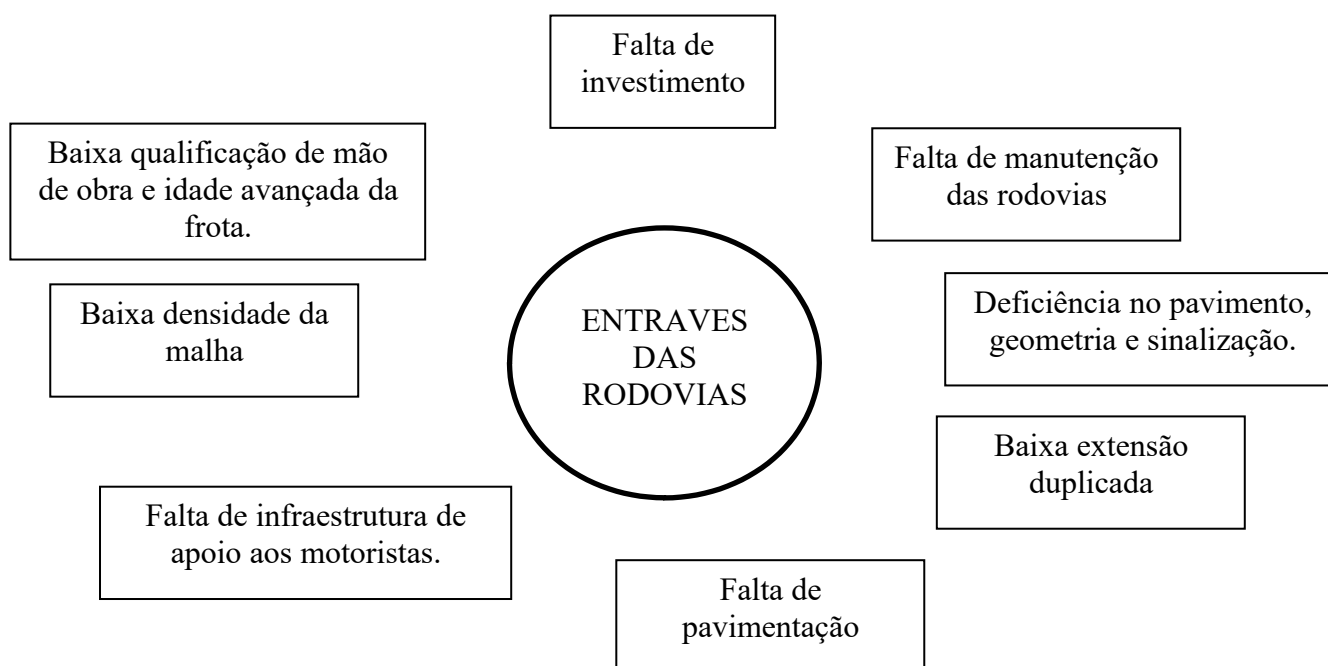 Falta de
investimento
Baixa qualificação de mão
de obra e idade avançada da
frota.
Falta de manutenção
das rodovias
Baixa densidade da
malha
ENTRAVES
DAS
RODOVIAS
Deficiência no pavimento,
geometria e sinalização.
Baixa extensão
duplicada
Falta de infraestrutura de
apoio aos motoristas.
Falta de
pavimentação